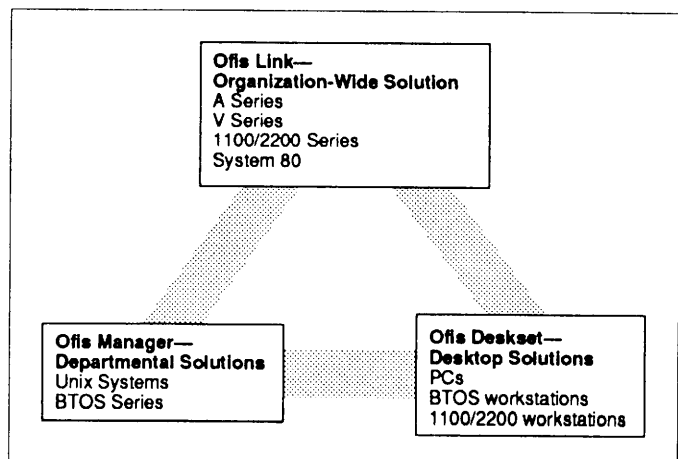 Ofis Link—
Organization-Wide Solution
A Series
V Series
1100/2200 Series
System 80
Ofis Manager—
Departmental Solutions
Unix Systems
BTOS Series
Ofis Deskset—
Desktop Solutions
PCs
BTOS workstations
1100/2200 workstations